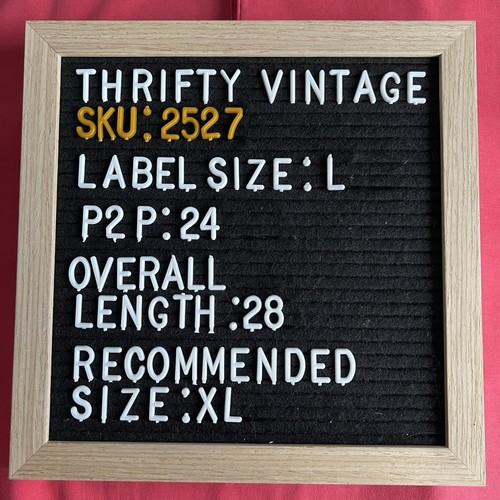 THRIFTY VINTAGE
SKU: 2527
LABEL SIZE: L
P2P: 24
OVERALL
LENGTH :28
RECOMMENDED
SIZE:XL